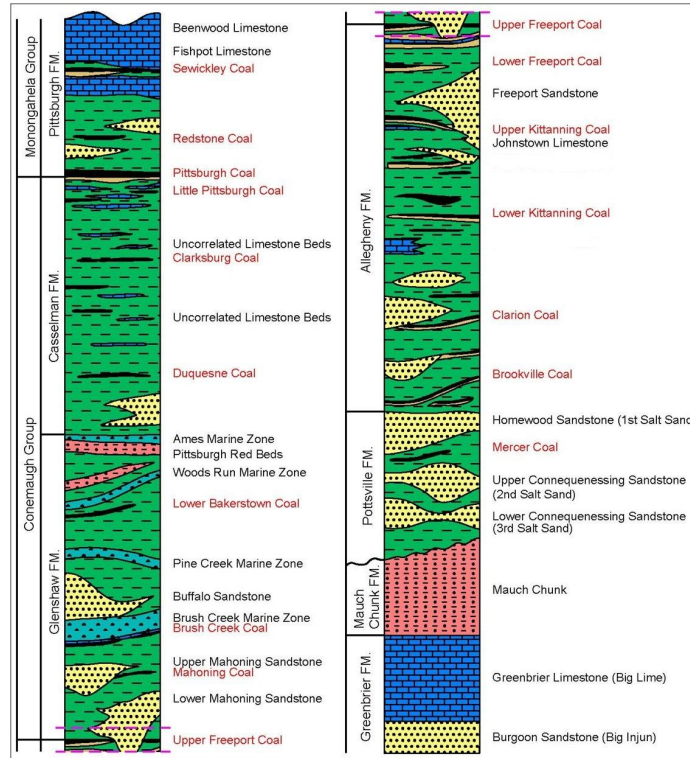 Monongahela Group
Pittsburgh FM.
Beenwood Limestone
Fishpot Limestone
Sewickley Coal
Redstone Coal
Pittsburgh Coal
Conemaugh Group
Casselman FM.
Little Pittsburgh Coal
Uncorrelated Limestone Beds
Clarksburg Coal
Uncorrelated Limestone Beds
Duquesne Coal
Glenshaw FM.
Ames Marine Zone
Pittsburgh Red Beds
Woods Run Marine Zone
Lower Bakerstown Coal
Pine Creek Marine Zone
Buffalo Sandstone
Brush Creek Marine Zone
Brush Creek Coal
Upper Mahoning Sandstone
Mahoning Coal
Lower Mahoning Sandstone
Upper Freeport Coal
Allegheny FM.
Upper Freeport Coal
Lower Freeport Coal
Freeport Sandstone
Upper Kittanning Coal
Johnstown Limestone
Lower Kittanning Coal
Clarion Coal
Brookville Coal
Pottsville FM.
Homewood Sandstone (1st Salt Sand
Mercer Coal
Upper Connequenessing Sandstone
(2nd Salt Sand)
Lower Connequenessing Sandstone
(3rd Salt Sand)
Mauch
Chunk FM.
Mauch Chunk
Greenbrier FM.
Greenbrier Limestone (Big Lime)
Burgoon Sandstone (Big Injun)